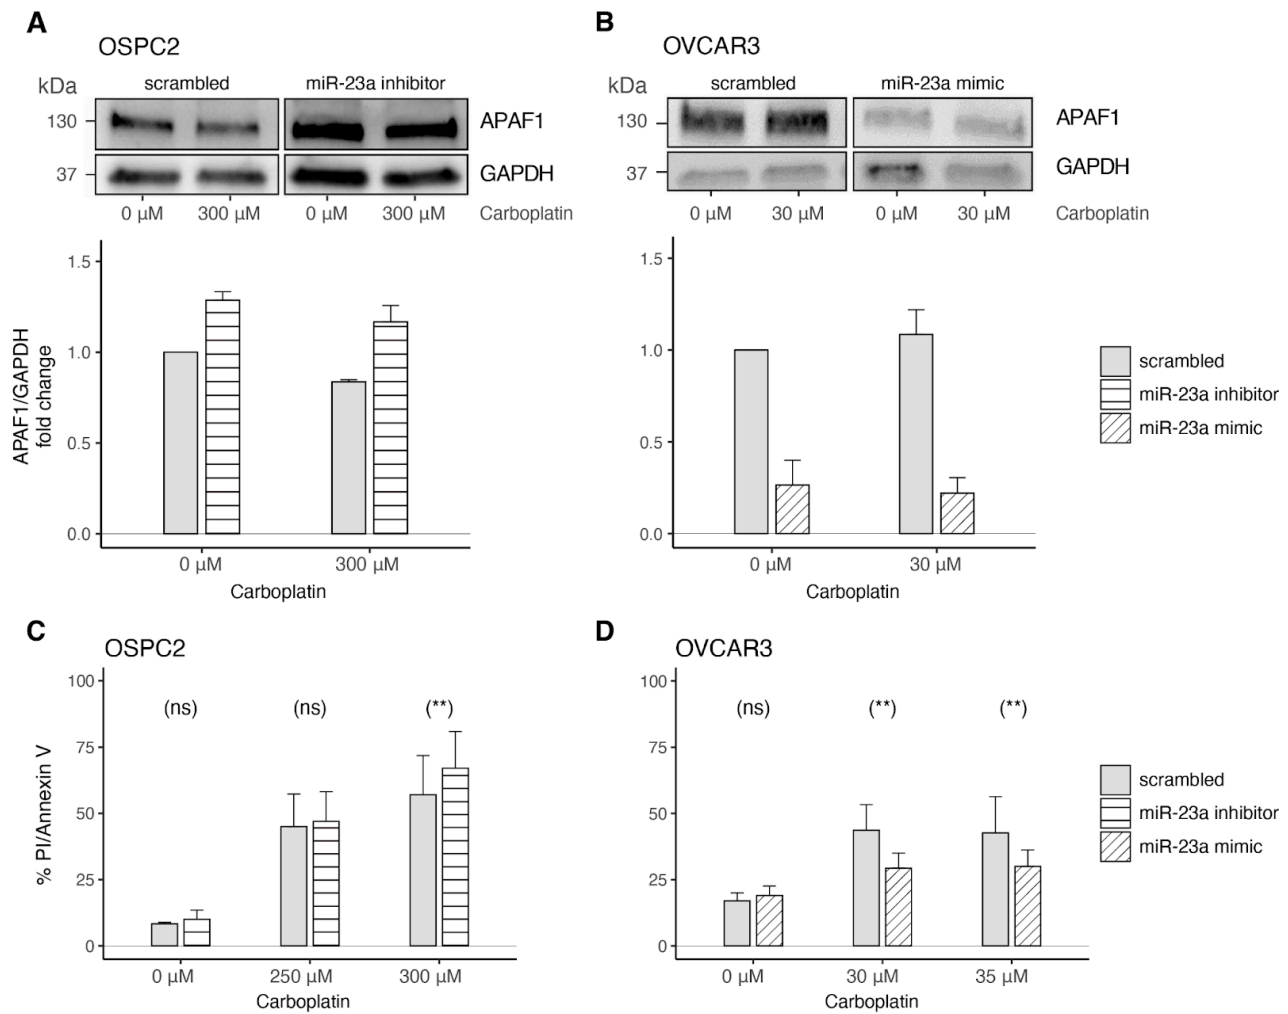 A
OSPC2
kDa
scrambled
miR-23a inhibitor
130
APAF1
37
GAPDH
0 µM
300 µM
0 µM
300 µM
Carboplatin
APAF1/GAPDH
fold change
1.5
1.0
0.5
0.0
0 µM
300 µM
Carboplatin
B
OVCAR3
kDa
scrambled
miR-23a mimic
130
APAF1
37
GAPDH
0 µM
30 µM
0 µM
30 µM
Carboplatin
1.5
1.0
0.5
0.0
0 µM
30 µM
Carboplatin
scrambled
miR-23a inhibitor
miR-23a mimic
C
OSPC2
% PI/Annexin V
100
75
50
25
0
(ns)
(ns)
(**)
0 µM
250 µM
300 µM
Carboplatin
D
OVCAR3
100
75
50
25
0
(ns)
(**)
(**)
0 µM
30 µM
35 µM
Carboplatin
scrambled
miR-23a inhibitor
miR-23a mimic